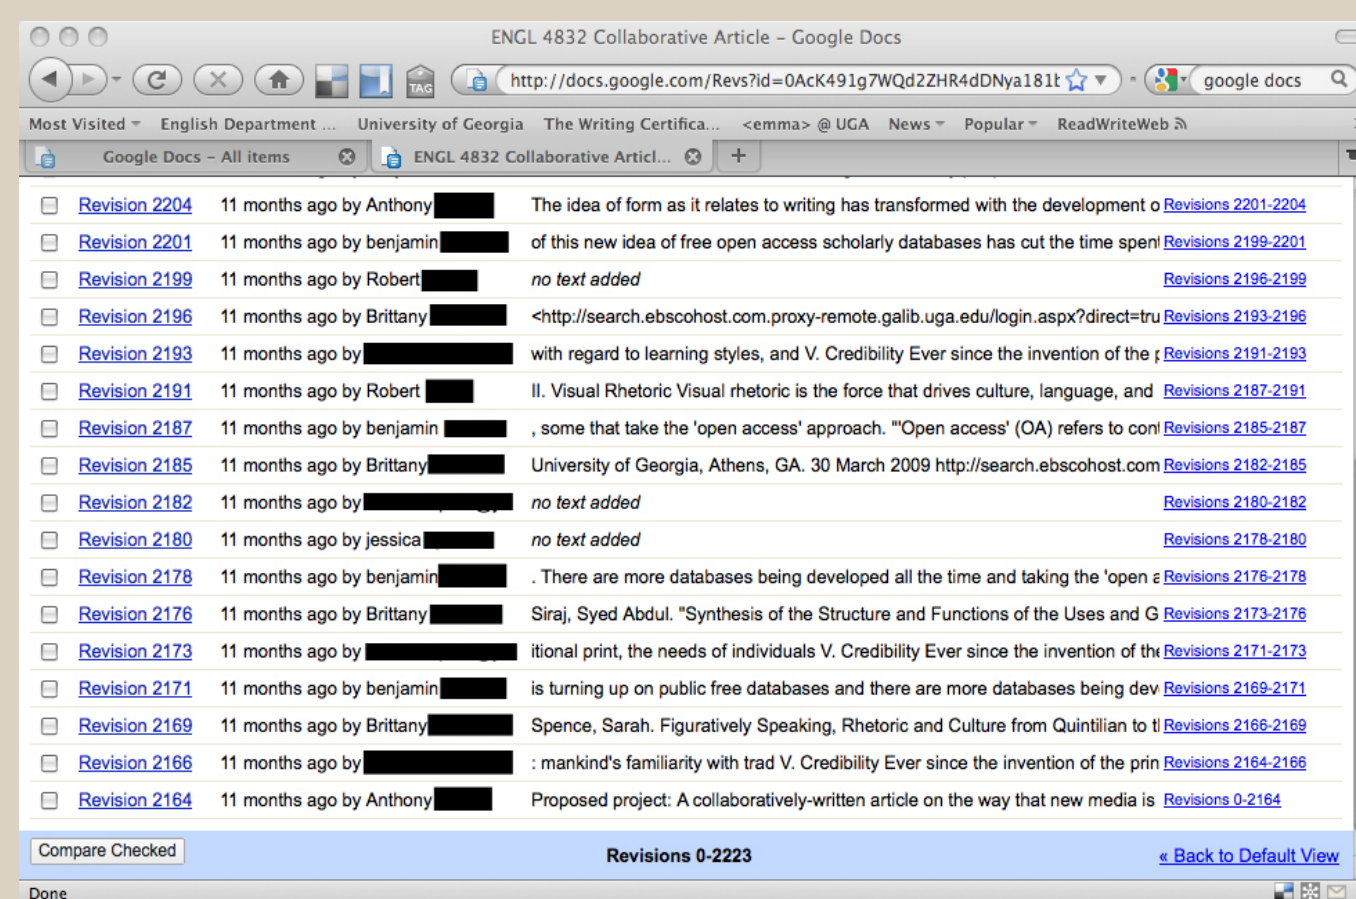 ENGL 4832 Collaborative Article – Google Docs
TAG http://docs.google.com/Revs?id=0AcK491g7WQd2ZHR4dDNya181t google docs
Most Visited English Department ... University of Georgia The Writing Certifica... <emma> @ UGA News Popular ReadWriteWeb
Google Docs – All items ENGL 4832 Collaborative Articl... +
Revision 2204 11 months ago by Anthony The idea of form as it relates to writing has transformed with the development o Revisions 2201-2204
Revision 2201 11 months ago by benjamin of this new idea of free open access scholarly databases has cut the time spent Revisions 2199-2201
Revision 2199 11 months ago by Robert no text added Revisions 2196-2199
Revision 2196 11 months ago by Brittany <http://search.ebscohost.com.proxy-remote.galib.uga.edu/login.aspx?direct=tru Revisions 2193-2196
Revision 2193 11 months ago by with regard to learning styles, and V. Credibility Ever since the invention of the p Revisions 2191-2193
Revision 2191 11 months ago by Robert II. Visual Rhetoric Visual rhetoric is the force that drives culture, language, and Revisions 2187-2191
Revision 2187 11 months ago by benjamin , some that take the 'open access' approach. "'Open access' (OA) refers to cont Revisions 2185-2187
Revision 2185 11 months ago by Brittany University of Georgia, Athens, GA. 30 March 2009 http://search.ebscohost.com Revisions 2182-2185
Revision 2182 11 months ago by no text added Revisions 2180-2182
Revision 2180 11 months ago by jessica no text added Revisions 2178-2180
Revision 2178 11 months ago by benjamin . There are more databases being developed all the time and taking the 'open a Revisions 2176-2178
Revision 2176 11 months ago by Brittany Siraj, Syed Abdul. "Synthesis of the Structure and Functions of the Uses and G Revisions 2173-2176
Revision 2173 11 months ago by itional print, the needs of individuals V. Credibility Ever since the invention of the Revisions 2171-2173
Revision 2171 11 months ago by benjamin is turning up on public free databases and there are more databases being dev Revisions 2169-2171
Revision 2169 11 months ago by Brittany Spence, Sarah. Figuratively Speaking, Rhetoric and Culture from Quintilian to tl Revisions 2166-2169
Revision 2166 11 months ago by : mankind's familiarity with trad V. Credibility Ever since the invention of the prin Revisions 2164-2166
Revision 2164 11 months ago by Anthony Proposed project: A collaboratively-written article on the way that new media is Revisions 0-2164
Compare Checked Revisions 0-2223 « Back to Default View
Done